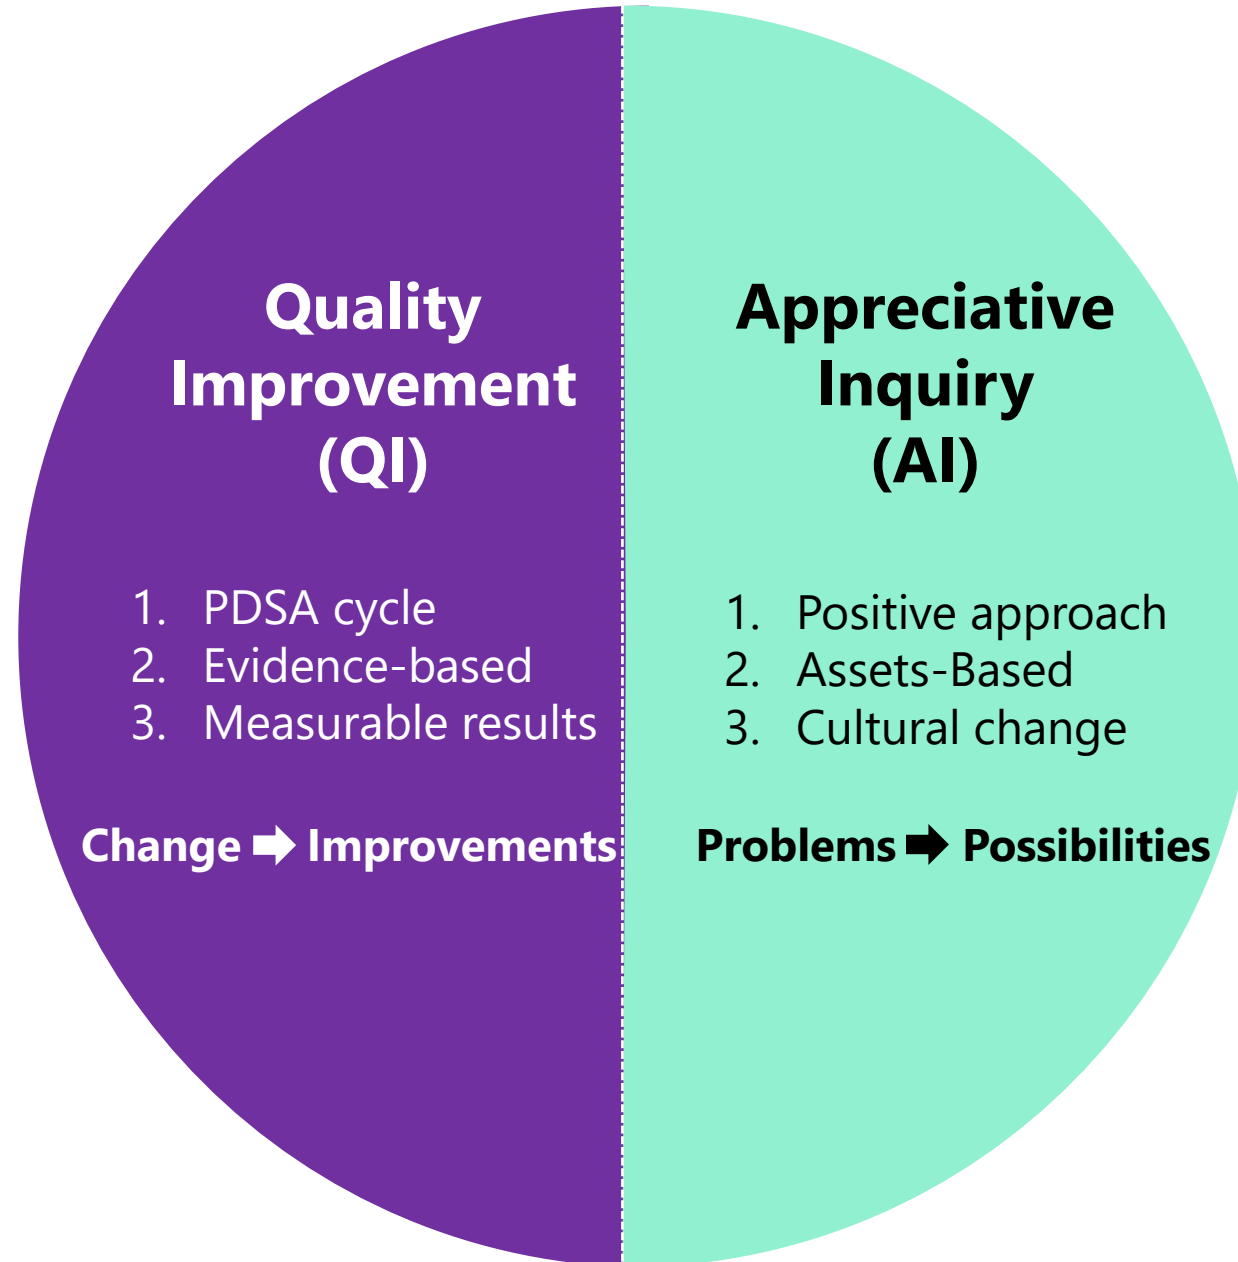 Quality
Improvement
(QI)
1. PDSA cycle
2. Evidence-based
3. Measurable results
Change ➡ Improvements
Appreciative
Inquiry
(AI)
1. Positive approach
2. Assets-Based
3. Cultural change
Problems ➡ Possibilities